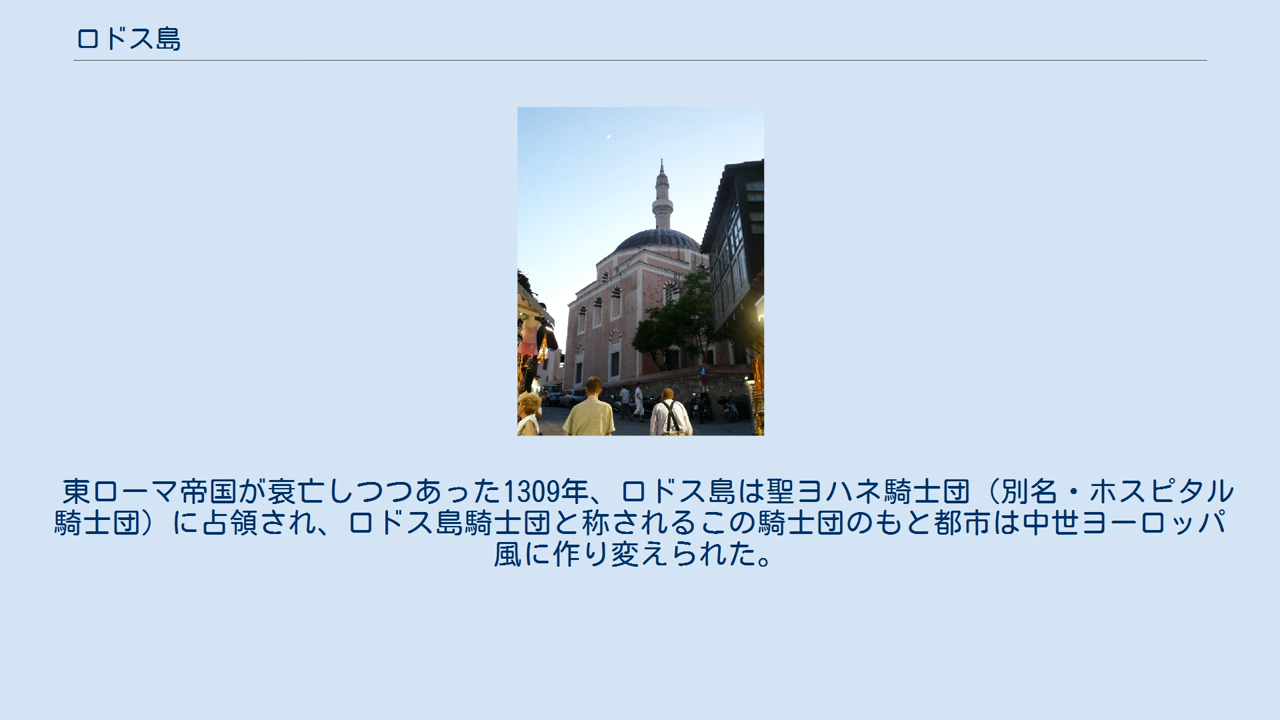 ロドス島
東ローマ帝国が衰亡しつつあった1309年、ロドス島は聖ヨハネ騎士団（別名・ホスピタル
騎士団）に占領され、ロドス島騎士団と称されるこの騎士団のもと都市は中世ヨーロッパ
風に作り変えられた。